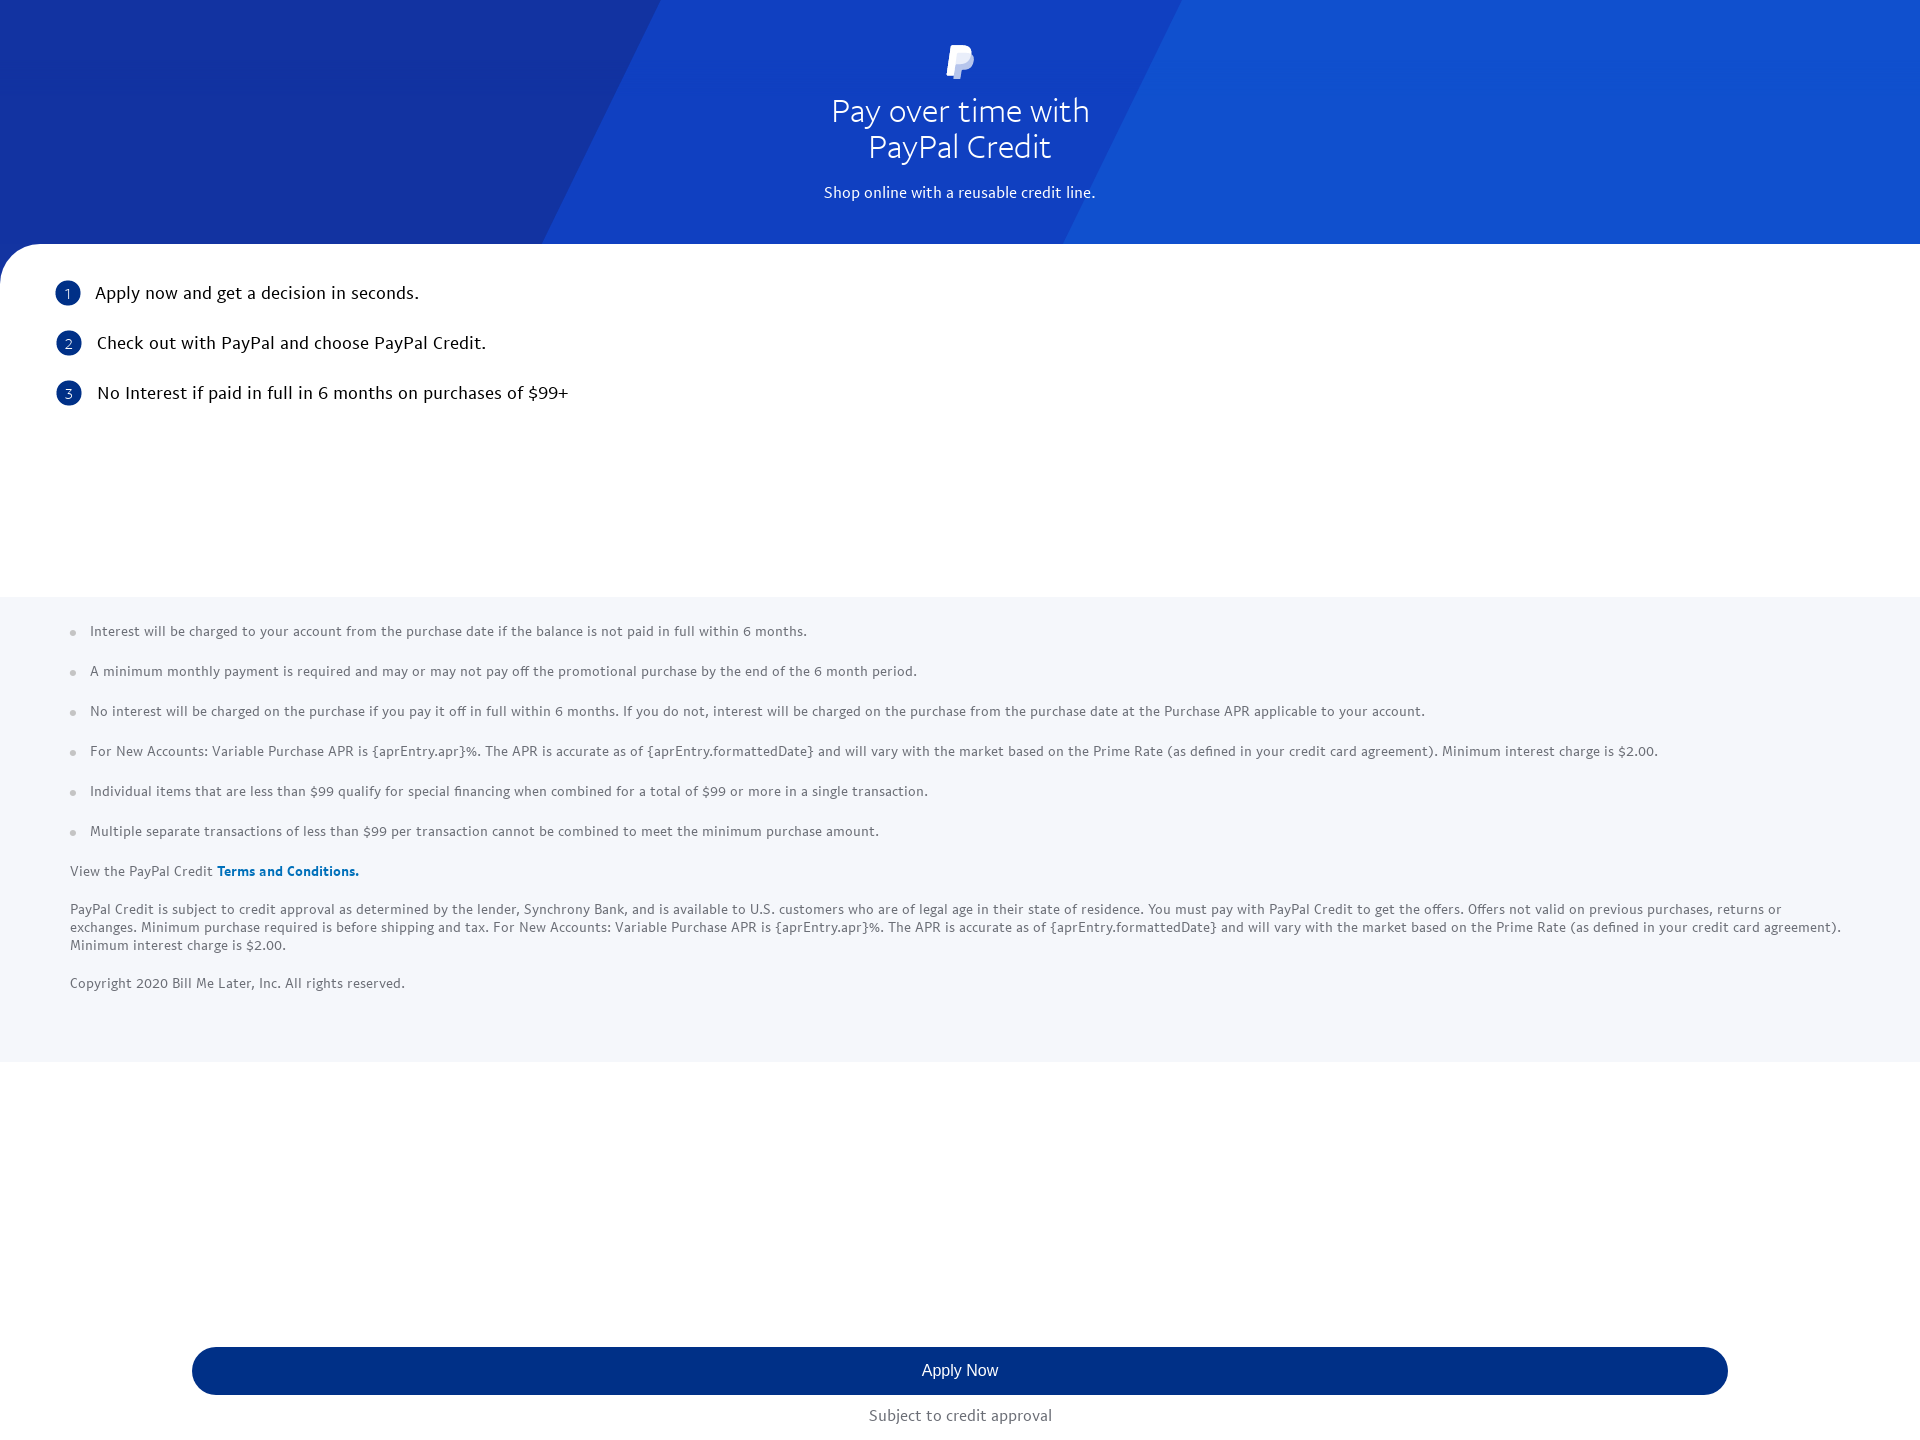 Pay over time with
PayPal Credit
Shop online with a reusable credit line.
1 Apply now and get a decision in seconds.
2 Check out with PayPal and choose PayPal Credit.
3 No Interest if paid in full in 6 months on purchases of $99+
Interest will be charged to your account from the purchase date if the balance is not paid in full within 6 months.
A minimum monthly payment is required and may or may not pay off the promotional purchase by the end of the 6 month period.
No interest will be charged on the purchase if you pay it off in full within 6 months. If you do not, interest will be charged on the purchase from the purchase date at the Purchase APR applicable to your account.
For New Accounts: Variable Purchase APR is {aprEntry.apr}%. The APR is accurate as of {aprEntry.formattedDate} and will vary with the market based on the Prime Rate (as defined in your credit card agreement). Minimum interest charge is $2.00.
Individual items that are less than $99 qualify for special financing when combined for a total of $99 or more in a single transaction.
Multiple separate transactions of less than $99 per transaction cannot be combined to meet the minimum purchase amount.
View the PayPal Credit Terms and Conditions.
PayPal Credit is subject to credit approval as determined by the lender, Synchrony Bank, and is available to U.S. customers who are of legal age in their state of residence. You must pay with PayPal Credit to get the offers. Offers not valid on previous purchases, returns or
exchanges. Minimum purchase required is before shipping and tax. For New Accounts: Variable Purchase APR is {aprEntry.apr}%. The APR is accurate as of {aprEntry.formattedDate} and will vary with the market based on the Prime Rate (as defined in your credit card agreement).
Minimum interest charge is $2.00.
Copyright 2020 Bill Me Later, Inc. All rights reserved.
Apply Now
Subject to credit approval